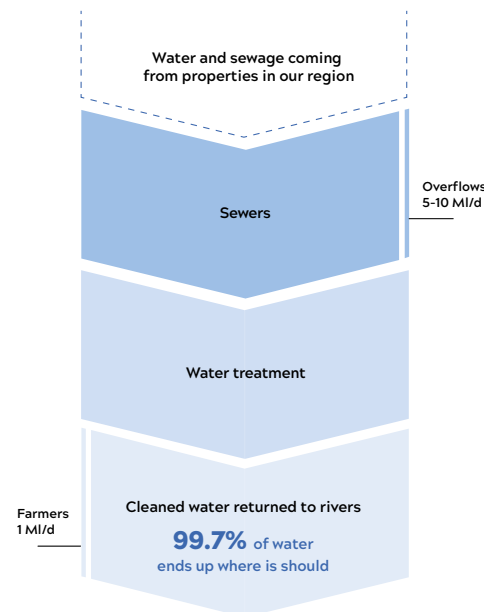 Water and sewage coming
from properties in our region
Overflows
5-10 Ml/d
Sewers
Water treatment
Farmers
1 Ml/d
Cleaned water returned to rivers
99.7% of water
ends up where is should